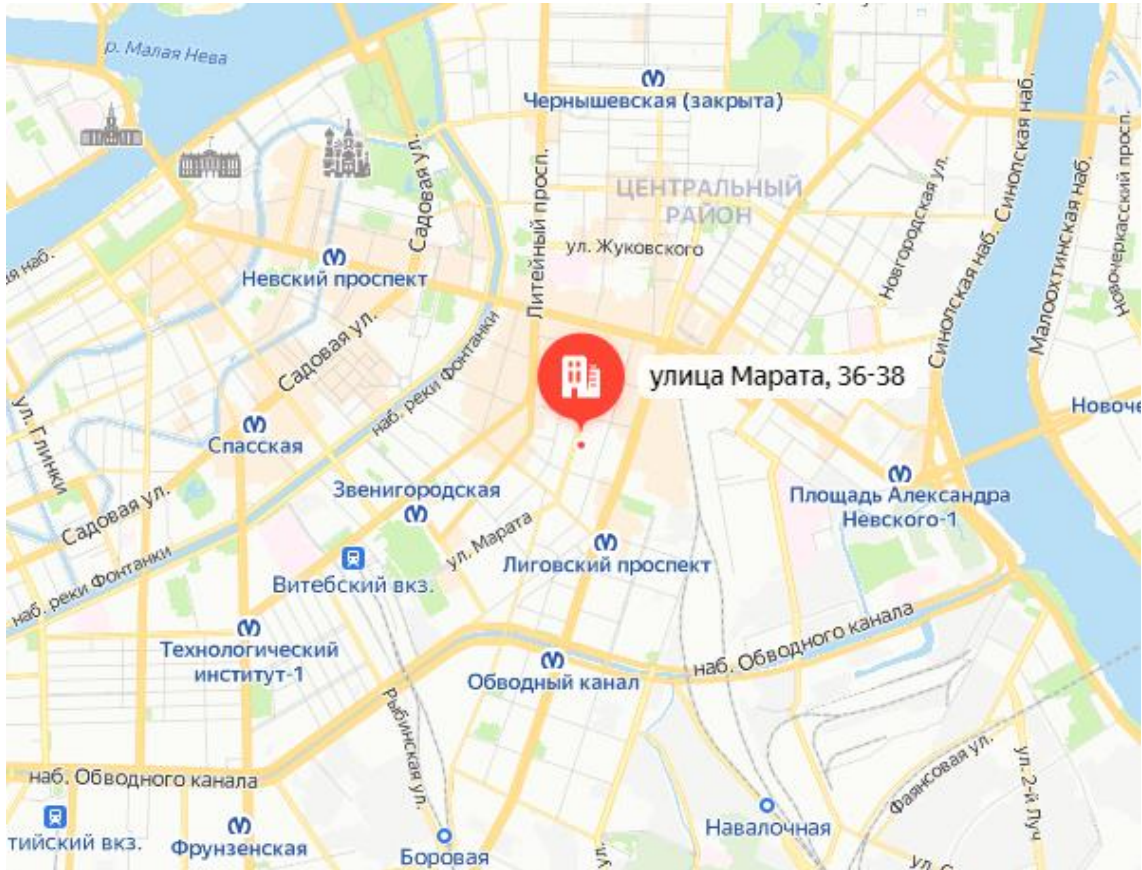 р. Малая Нева
Чернышевская (закрыта)
Синопская наб.
Малоохтинская наб.
Новочеркасский просп.
Садовая ул.
Литейный просп.
ЦЕНТРАЛЬНЫЙ
РАЙОН
Новгородская ул.
ул. Жуковского
ая наб.
Невский проспект
Синопская наб.
Садовая ул.
наб. реки Фонтанки
улица Марата, 36-38
ул. Глинки
Новоче
Спасская
Звенигородская
Площадь Александра
Невского-1
Садовая ул.
ул. Марата
Лиговский проспект
Витебский вкз.
наб. реки Фонтанки
Технологический
институт-1
наб. Обводного канала
Обводный канал
Рыбинская ул.
наб. Обводного канала
Фаянсовая ул.
ул. 2-й Луч
тийский вкз.
Фрунзенская
Боровая
Навалочная